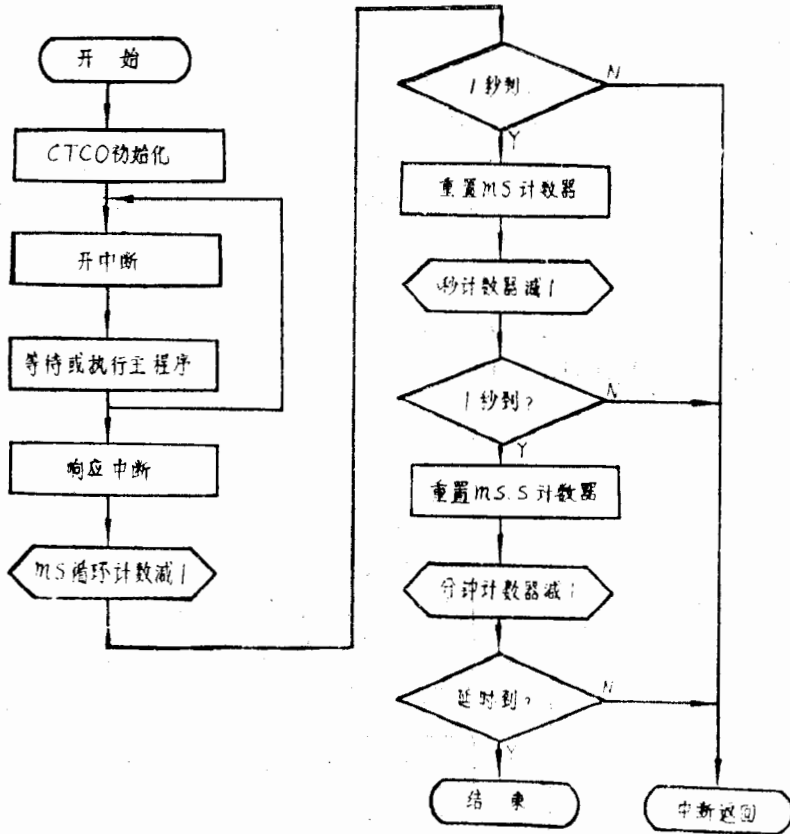 开 始
CTC0初始化
开中断
等待或执行主程序
响应中断
MS循环计数减1
1秒到
N
Y
重置MS计数器
秒计数器减1
1秒到?
N
Y
重置MS.S计数器
分钟计数器减1
延时到?
N
Y
结 束
中断返回